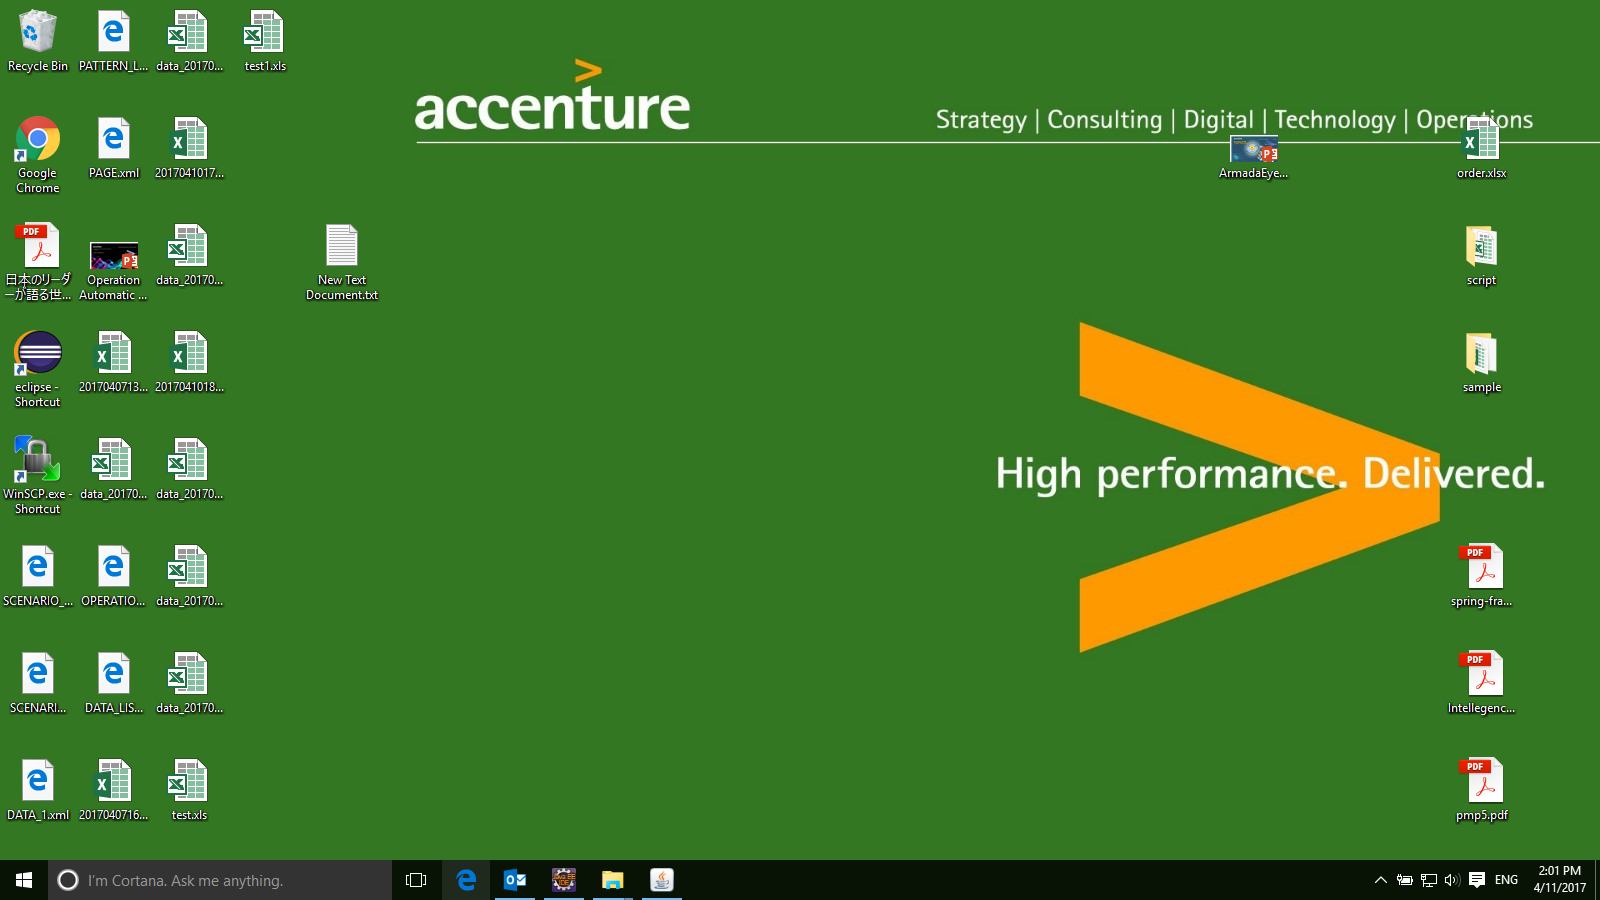 accenture
Strategy | Consulting | Digital | Technology | Operations
Recycle Bin
PATTERN_L...
data_20170...
test1.xls
Google
Chrome
PAGE.xml
2017041017...
ArmadaEye...
order.xlsx
日本のリーダ
ーが語る世...
Operation
Automatic ...
data_20170...
New Text
Document.txt
script
eclipse -
Shortcut
2017040713...
2017041018...
sample
High performance. Delivered.
WinSCP.exe -
Shortcut
data_20170...
data_20170...
SCENARIO_...
OPERATIO...
data_20170...
PDF
spring-fra...
SCENARI...
DATA_LIS...
data_20170...
PDF
Intellegenc...
DATA_1.xml
2017040716...
test.xls
PDF
pmp5.pdf
I'm Cortana. Ask me anything.
ENG
2:01 PM
4/11/2017